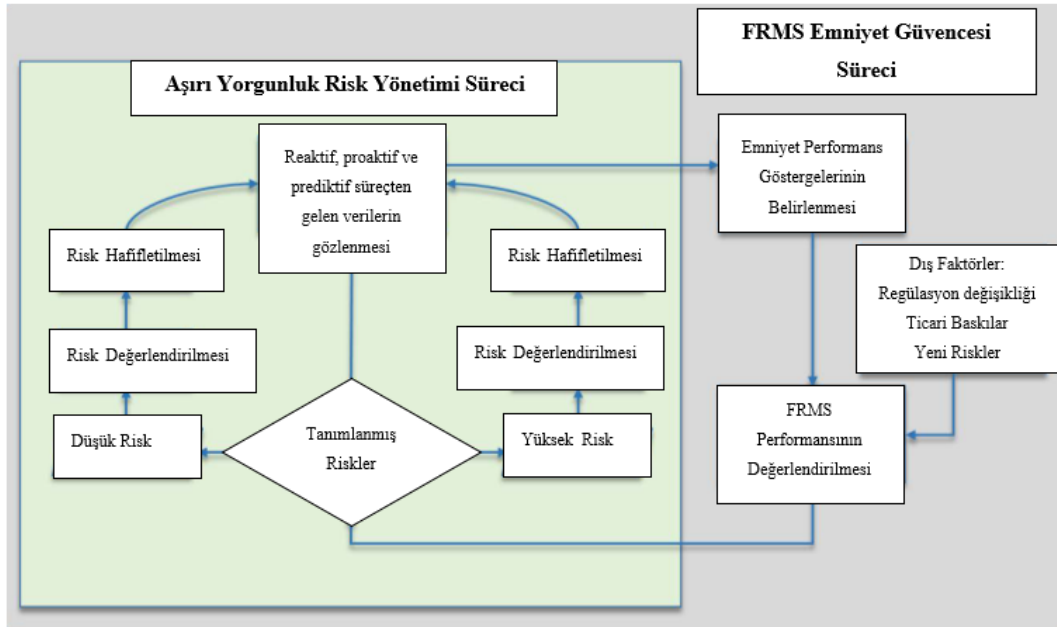 FRMS Emniyet Güvencesi
Süreci
Aşırı Yorgunluk Risk Yönetimi Süreci
Reaktif, proaktif ve
prediktif süreçten
gelen verilerin
gözlenmesi
Emniyet Performans
Göstergelerinin
Belirlenmesi
Risk Hafifletilmesi
Risk Hafifletilmesi
Dış Faktörler:
Regülasyon değişikliği
Ticari Baskılar
Yeni Riskler
Risk Değerlendirilmesi
Risk Değerlendirilmesi
Düşük Risk
Tanımlanmış
Riskler
Yüksek Risk
FRMS
Performansının
Değerlendirilmesi